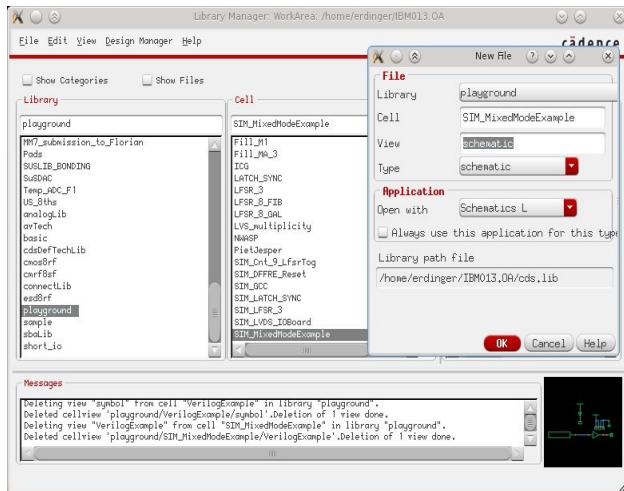 Library Manager: WorkArea: /home/erdinger/IBM013.OA
File Edit View Design Manager Help
cādence
Show Categories
Show Files
Library
playground
MM7_submission_to_Florian
Pads
SUSLIB_BONDING
SuSDAC
Temp_ADC_F1
US_8ths
analogLib
avTech
basic
cdsDefTechLib
cmos8rf
cmrf8sf
connectLib
esd8rf
playground
sample
sbaLib
short_io
Cell
SIM_MixedModeExample
Fill_M1
Fill_MA_3
ICG
LATCH_SYNC
LFSR_3
LFSR_8_FIB
LFSR_8_GAL
LVS_multiplicity
NWASP
PietJesper
SIM_Cnt_9_LfsrTog
SIM_DFFRE_Reset
SIM_GCC
SIM_LATCH_SYNC
SIM_LFSR_3
SIM_LVDS_IOBoard
SIM_MixedModeExample
New File
File
Library
playground
Cell
SIM_MixedModeExample
View
schematic
Type
schematic
Application
Open with
Schematics L
Always use this application for this type
Library path file
/home/erdinger/IBM013.OA/cds.lib
OK
Cancel
Help
Messages
Deleting view "symbol" from cell "VerilogExample" in library "playground".
Deleted cellview 'playground/VerilogExample/symbol'.Deletion of 1 view done.
Deleting view "VerilogExample" from cell "SIM_MixedModeExample" in library "playground".
Deleted cellview 'playground/SIM_MixedModeExample/VerilogExample'.Deletion of 1 view done.